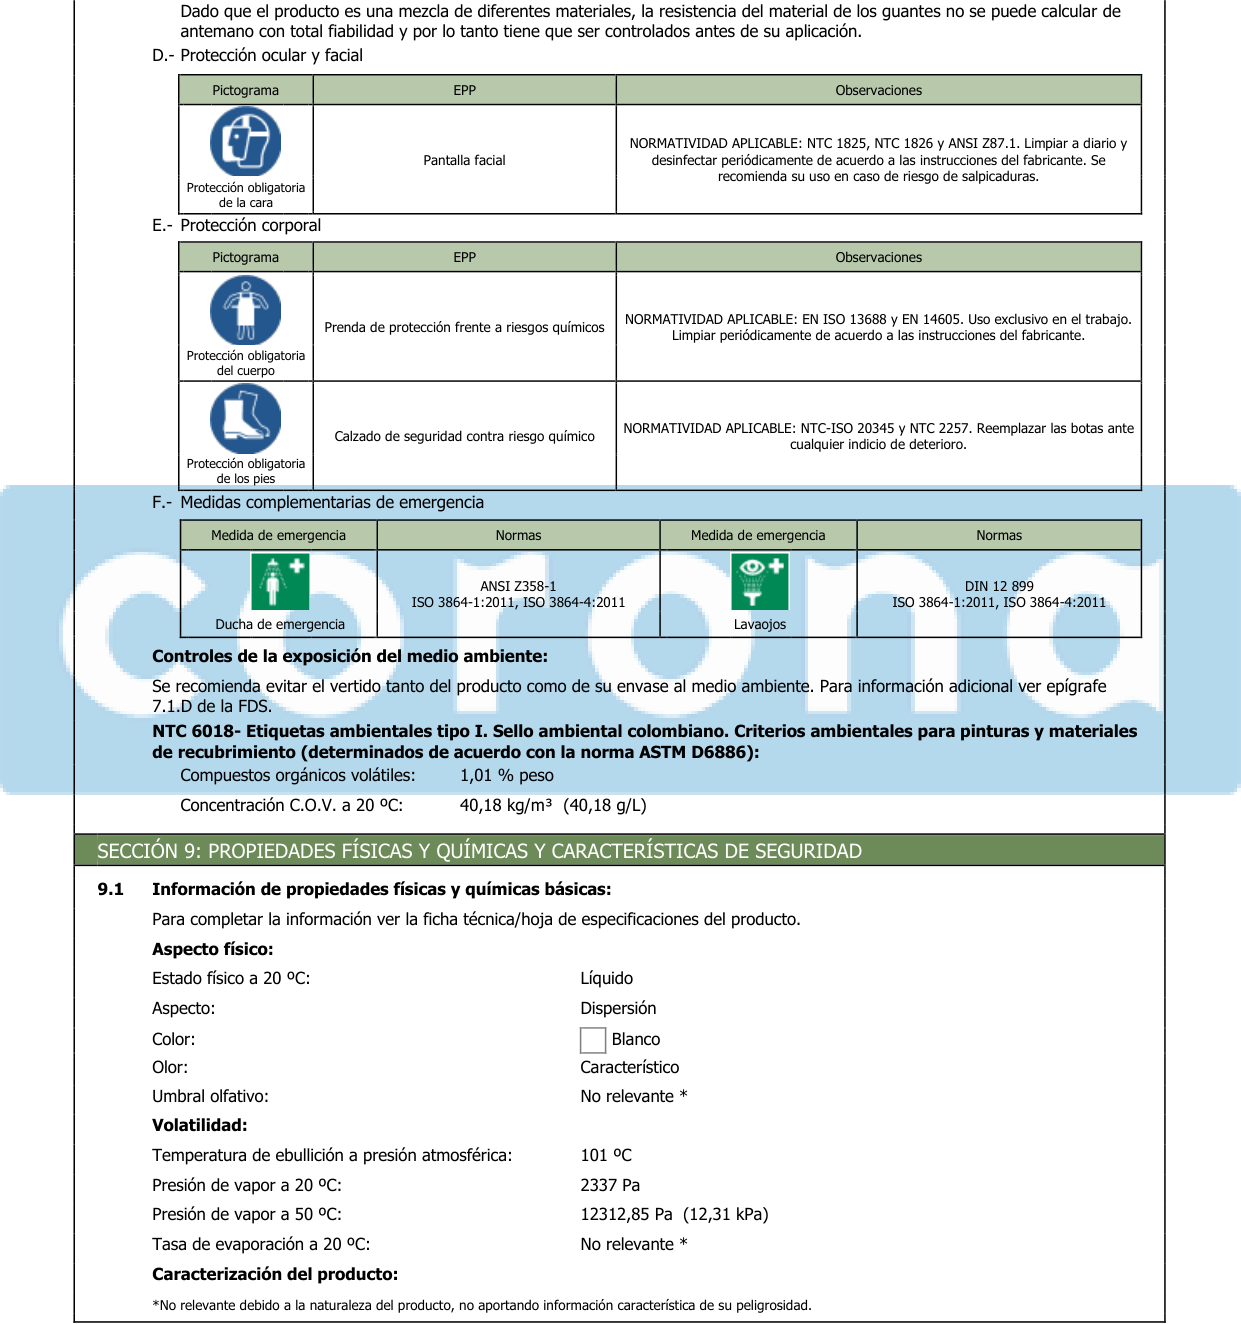 Dado que el producto es una mezcla de diferentes materiales, la resistencia del material de los guantes no se puede calcular de
antemano con total fiabilidad y por lo tanto tiene que ser controlados antes de su aplicación.
D.- Protección ocular y facial
Pictograma EPP Observaciones
Protección obligatoria
de la cara
Pantalla facial
NORMATIVIDAD APLICABLE: NTC 1825, NTC 1826 y ANSI Z87.1. Limpiar a diario y
desinfectar periódicamente de acuerdo a las instrucciones del fabricante. Se
recomienda su uso en caso de riesgo de salpicaduras.
E.- Protección corporal
Pictograma EPP Observaciones
Protección obligatoria
del cuerpo
Prenda de protección frente a riesgos químicos
NORMATIVIDAD APLICABLE: EN ISO 13688 y EN 14605. Uso exclusivo en el trabajo.
Limpiar periódicamente de acuerdo a las instrucciones del fabricante.
Protección obligatoria
de los pies
Calzado de seguridad contra riesgo químico
NORMATIVIDAD APLICABLE: NTC-ISO 20345 y NTC 2257. Reemplazar las botas ante
cualquier indicio de deterioro.
F.- Medidas complementarias de emergencia
Medida de emergencia Normas Medida de emergencia Normas
Ducha de emergencia
ANSI Z358-1
ISO 3864-1:2011, ISO 3864-4:2011
Lavaojos
DIN 12 899
ISO 3864-1:2011, ISO 3864-4:2011
corona
Controles de la exposición del medio ambiente:
Se recomienda evitar el vertido tanto del producto como de su envase al medio ambiente. Para información adicional ver epígrafe
7.1.D de la FDS.
NTC 6018- Etiquetas ambientales tipo I. Sello ambiental colombiano. Criterios ambientales para pinturas y materiales
de recubrimiento (determinados de acuerdo con la norma ASTM D6886):
Compuestos orgánicos volátiles: 1,01 % peso
Concentración C.O.V. a 20 ºC: 40,18 kg/m³ (40,18 g/L)
SECCIÓN 9: PROPIEDADES FÍSICAS Y QUÍMICAS Y CARACTERÍSTICAS DE SEGURIDAD
9.1 Información de propiedades físicas y químicas básicas:
Para completar la información ver la ficha técnica/hoja de especificaciones del producto.
Aspecto físico:
Estado físico a 20 ºC: Líquido
Aspecto: Dispersión
Color: Blanco
Olor: Característico
Umbral olfativo: No relevante *
Volatilidad:
Temperatura de ebullición a presión atmosférica: 101 ºC
Presión de vapor a 20 ºC: 2337 Pa
Presión de vapor a 50 ºC: 12312,85 Pa (12,31 kPa)
Tasa de evaporación a 20 ºC: No relevante *
Caracterización del producto:
*No relevante debido a la naturaleza del producto, no aportando información característica de su peligrosidad.